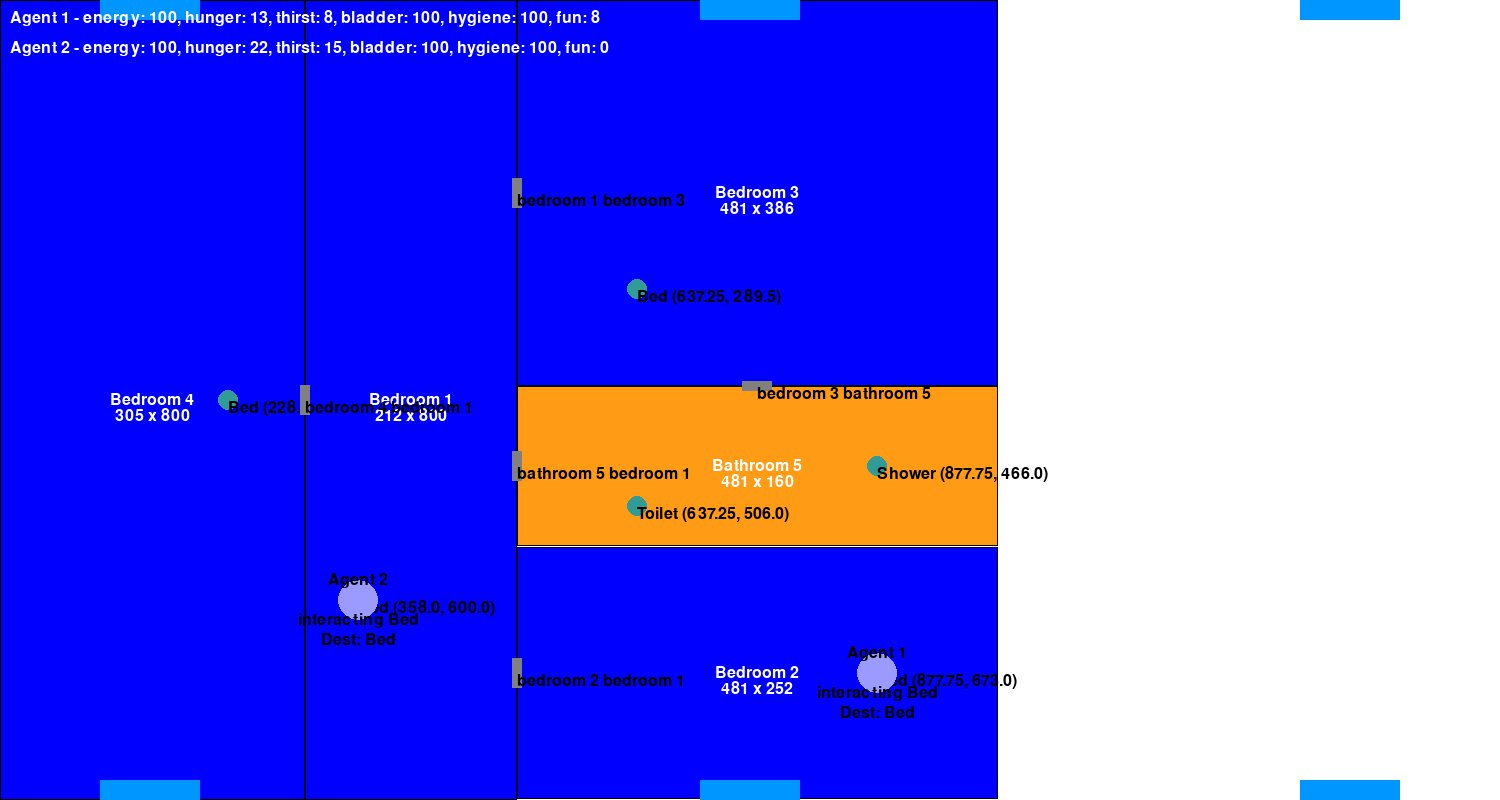 Agent 1 - energy: 100, hunger: 13, thirst: 8, bladder: 100, hygiene: 100, fun: 8
Agent 2 - energy: 100, hunger: 22, thirst: 15, bladder: 100, hygiene: 100, fun: 0
Bedroom 3
481 x 386
bedroom 1 bedroom 3
Bed (637.25, 289.5)
bedroom 3 bathroom 5
Bedroom 4
305 x 800
Bed (228.
bedroom 4 bedroom 1
Bedroom 1
212 x 800
Bathroom 5
481 x 160
bathroom 5 bedroom 1
Shower (877.75, 466.0)
Toilet (637.25, 506.0)
Agent 2
d (358.0, 600.0)
interacting Bed
Dest: Bed
Agent 1
Bedroom 2
481 x 252
bedroom 2 bedroom 1
d (877.75, 673.0)
interacting Bed
Dest: Bed